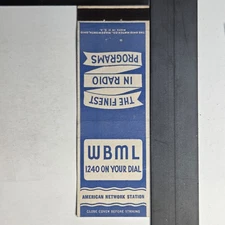 THE FINEST
IN RADIO
PROGRAMS
WBML
1240 ON YOUR DIAL
AMERICAN NETWORK STATION
CLOSE COVER BEFORE STRIKING